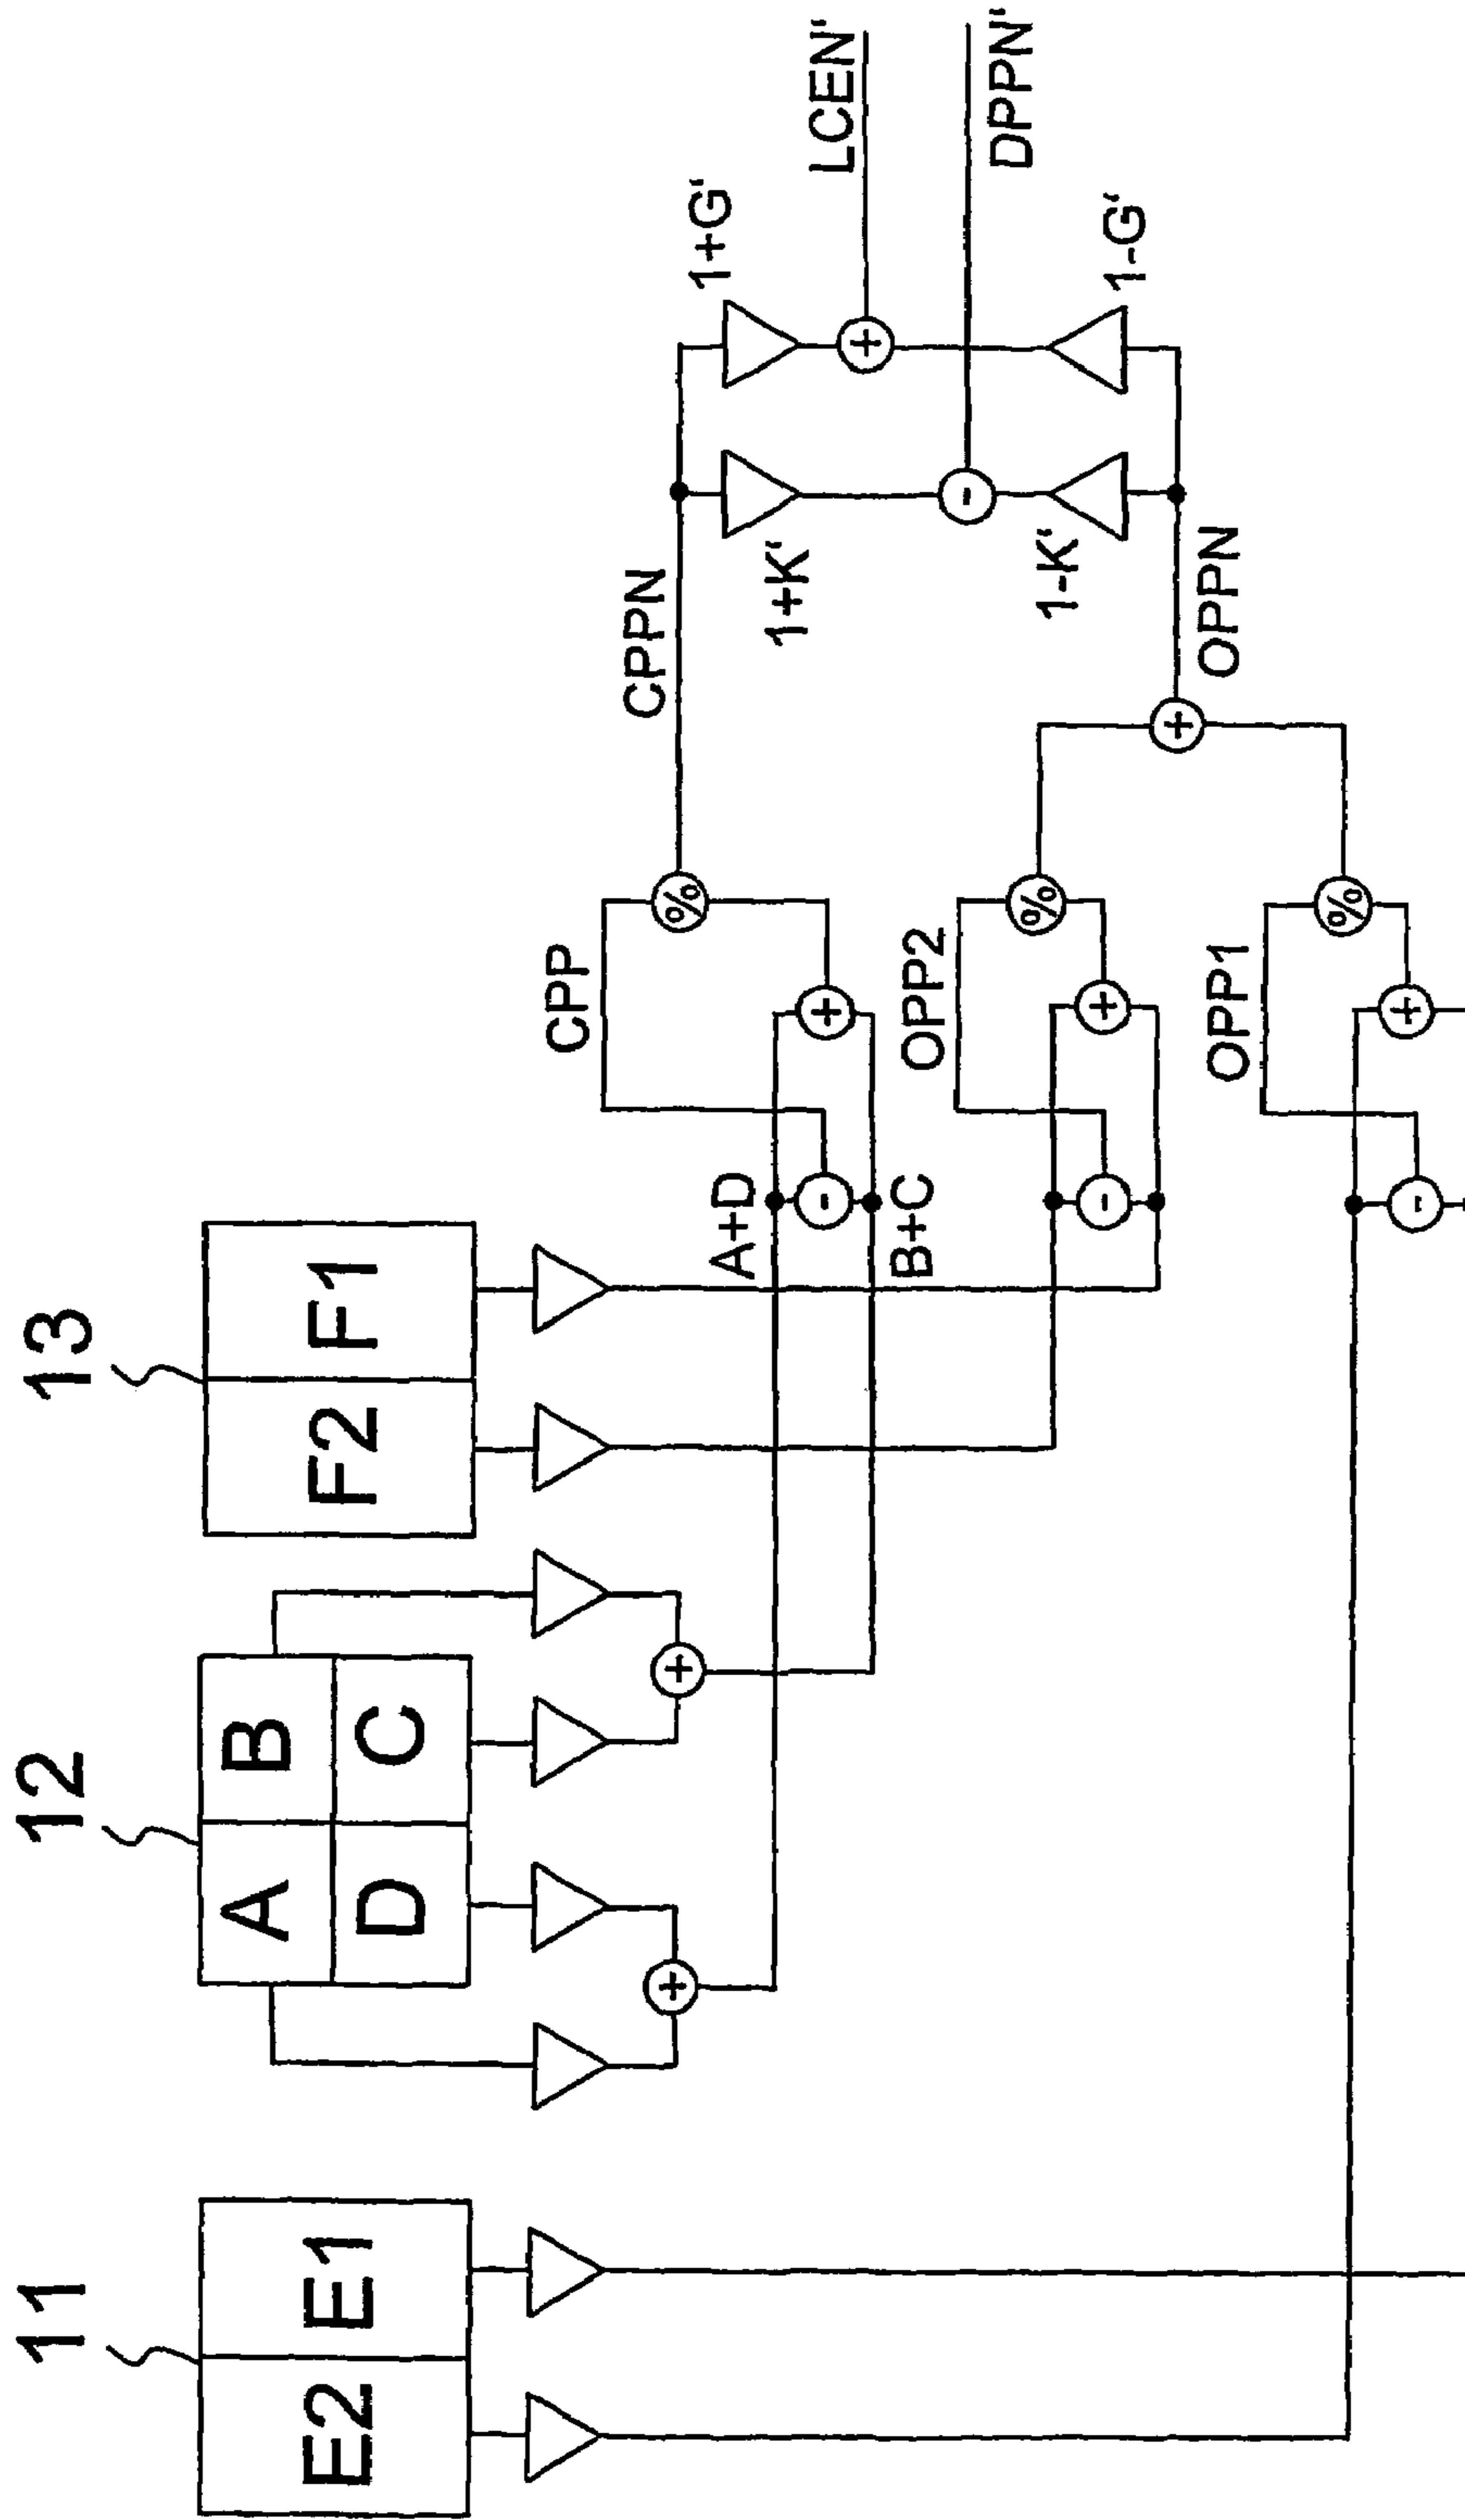 11
12
13
E2
E1
A
B
D
C
F2
F1
A+D
B+C
CPP
OPP2
OPP1
CPPN
OPPN
1+K'
1-K'
1+G'
1-G'
LCEN'
DPPN'
+
+
-
+
-
+
-
+
%
%
%
+
-
+